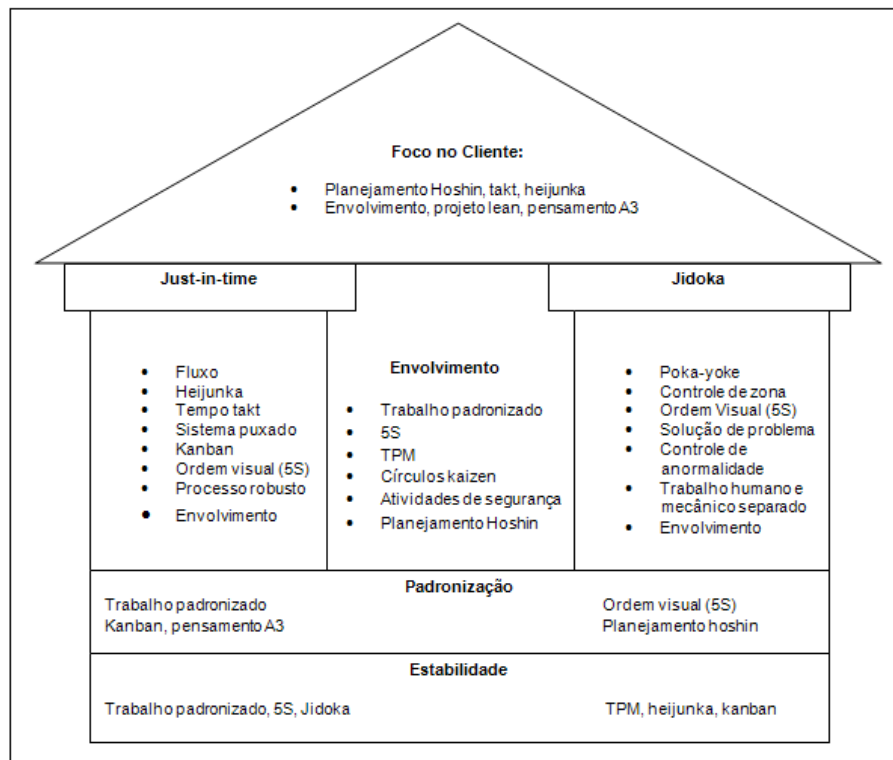 Foco no Cliente:
• Planejamento Hoshin, takt, heijunka
• Envolvimento, projeto lean, pensamento A3
Just-in-time
• Fluxo
• Heijunka
• Tempo takt
• Sistema puxado
• Kanban
• Ordem visual (5S)
• Processo robusto
• Envolvimento
Envolvimento
• Trabalho padronizado
• 5S
• TPM
• Círculos kaizen
• Atividades de segurança
• Planejamento Hoshin
Jidoka
• Poka-yoke
• Controle de zona
• Ordem Visual (5S)
• Solução de problema
• Controle de
anormalidade
• Trabalho humano e
mecânico separado
• Envolvimento
Padronização
Trabalho padronizado
Kanban, pensamento A3
Ordem visual (5S)
Planejamento hoshin
Estabilidade
Trabalho padronizado, 5S, Jidoka
TPM, heijunka, kanban